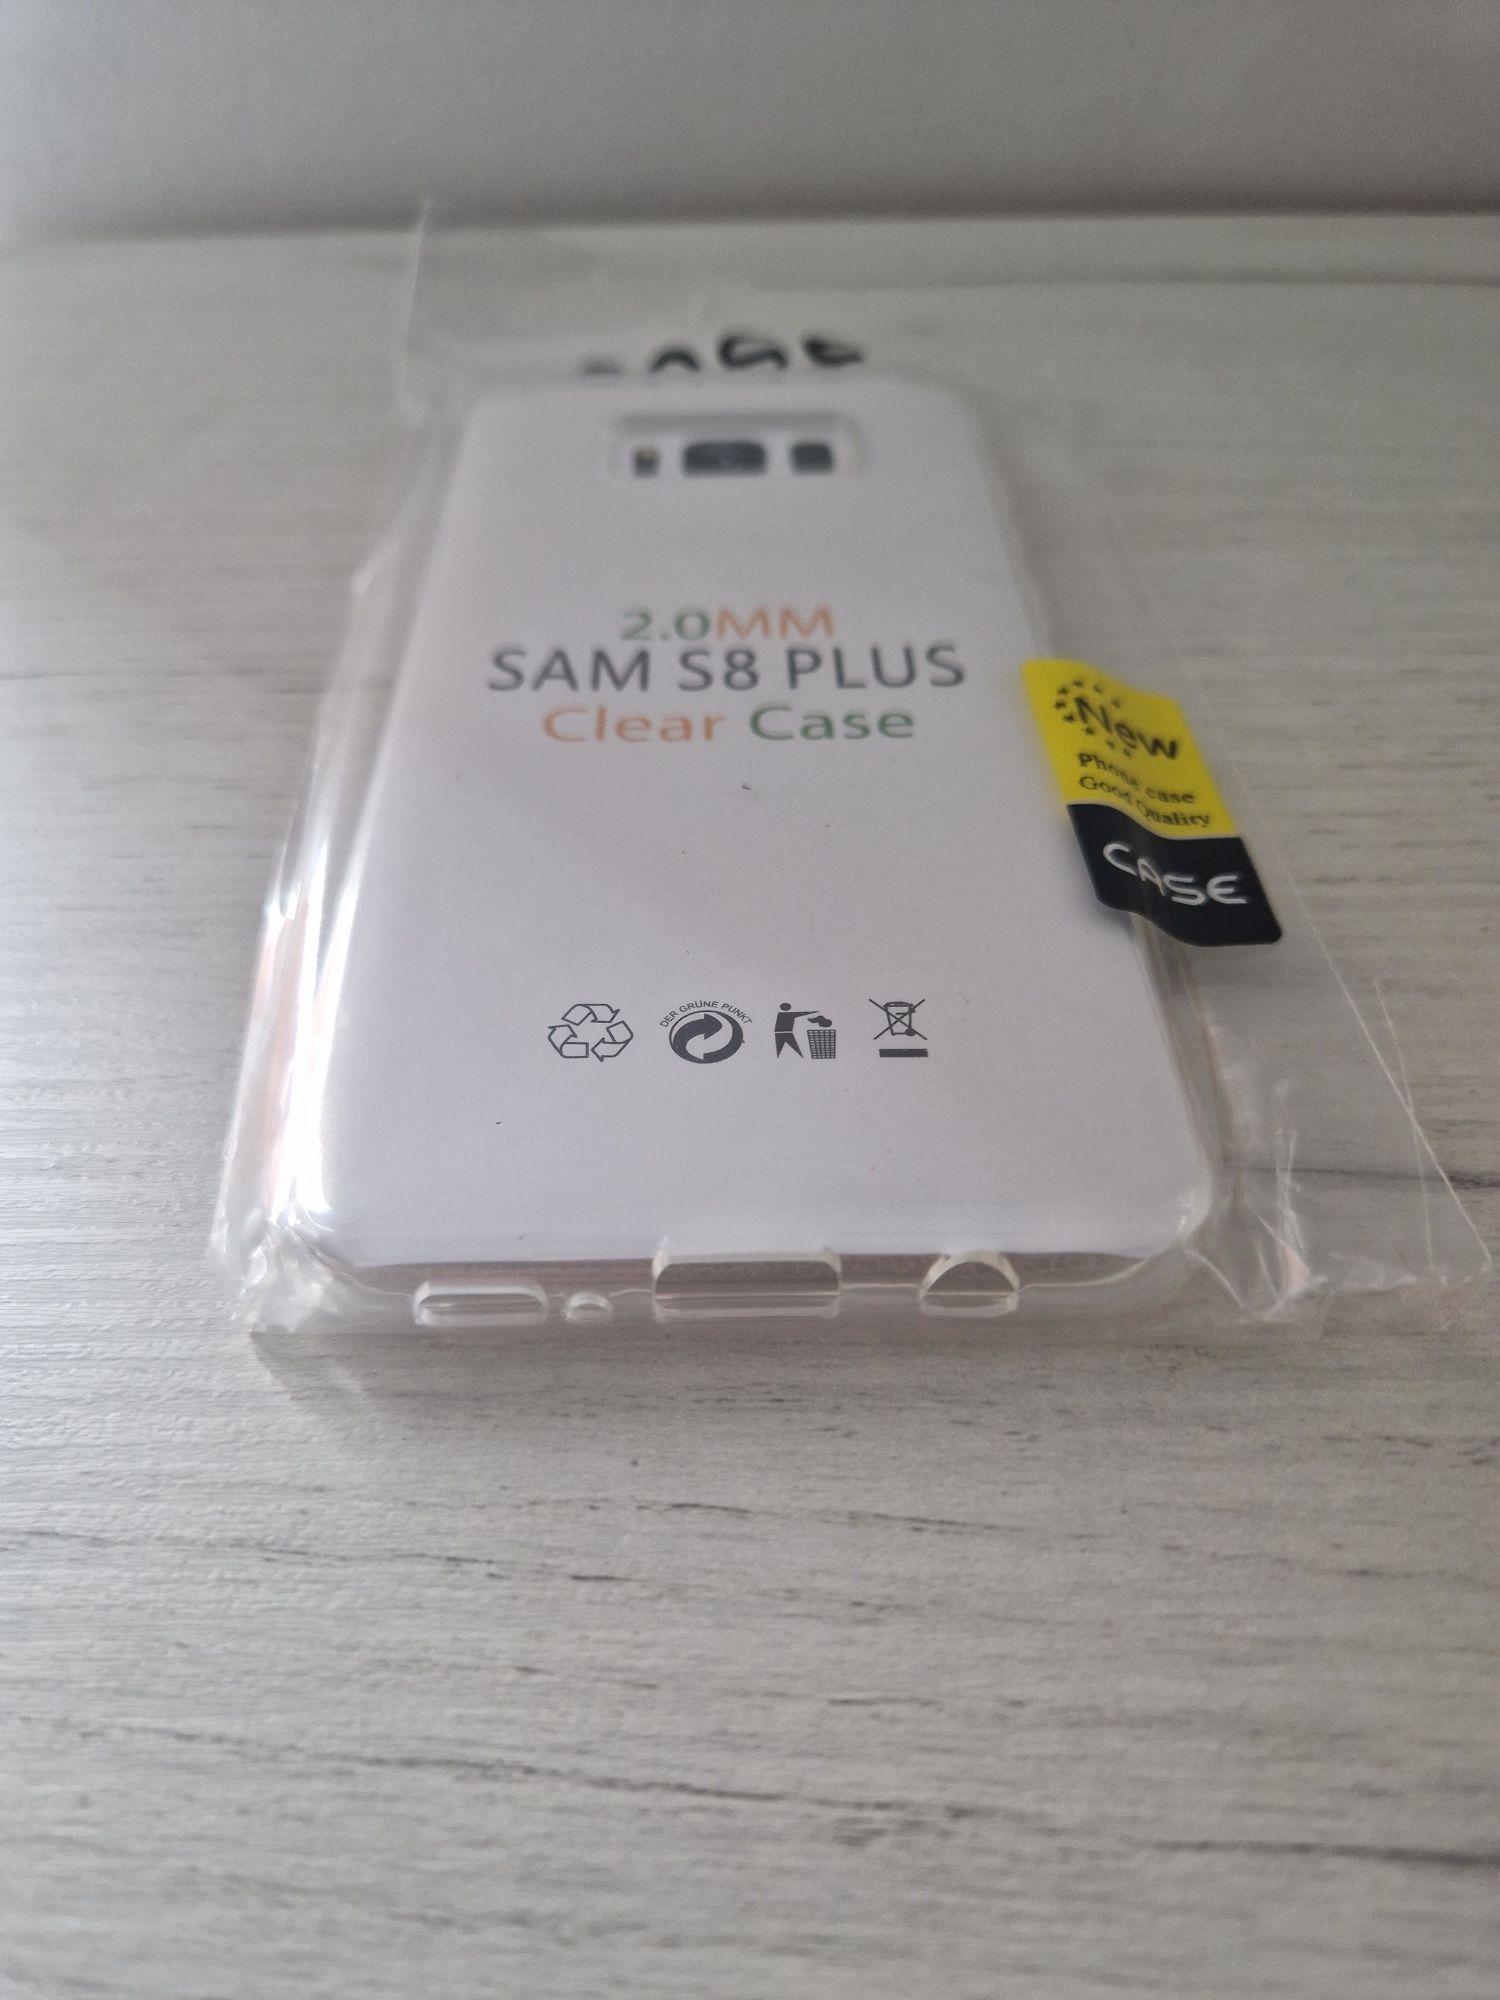 2.0MM
SAM S8 PLUS
Clear Case
New
Phone case
Good Quality
CASE
DER GRÜNE PUNKT